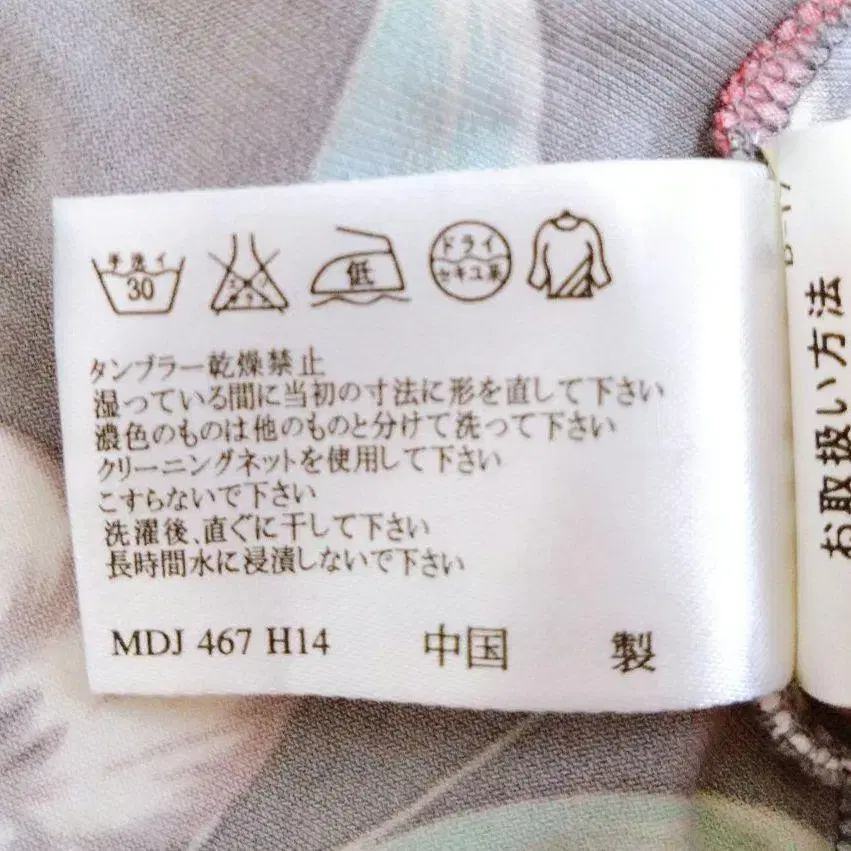 手洗イ
30
エンソ
サラシ
低
ドライ
セキユ系
タンブラー乾燥禁止
湿っている間に当初の寸法に形を直して下さい
濃色のものは他のものと分けて洗って下さい
クリーニングネットを使用して下さい
こすらないで下さい
洗濯後、直ぐに干して下さい
長時間水に浸漬しないで下さい
MDJ 467 H14 中国 製
お取扱い方法